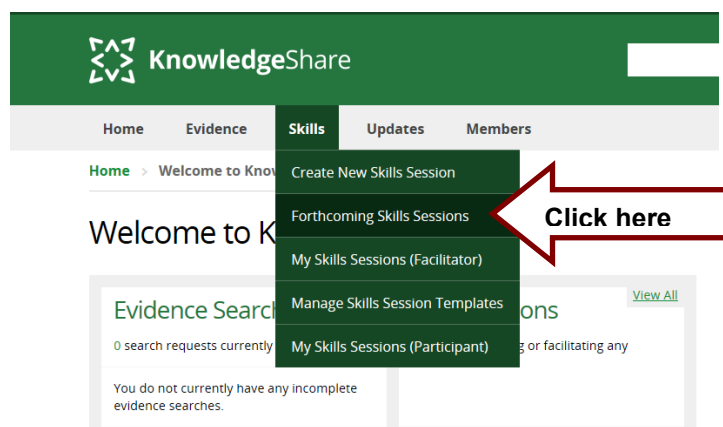 KnowledgeShare
Home Evidence Skills Updates Members
Home > Welcome to Know
Create New Skills Session
Forthcoming Skills Sessions
Click here
Welcome to K
My Skills Sessions (Facilitator)
Manage Skills Session Templates
My Skills Sessions (Participant)
View All
Evidence Searc
ons
0 search requests currently
g or facilitating any
You do not currently have any incomplete
evidence searches.